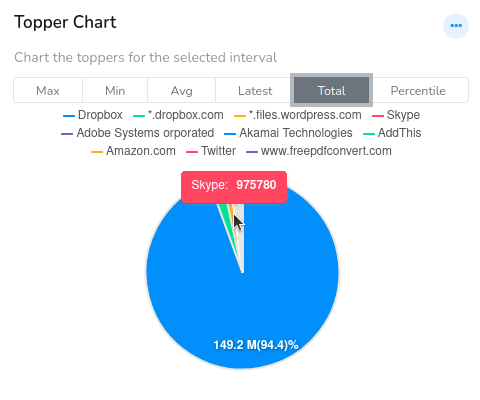 Topper Chart
Chart the toppers for the selected interval
Max Min Avg Latest Total Percentile
Dropbox *.dropbox.com *.files.wordpress.com Skype
Adobe Systems orporated Akamai Technologies AddThis
Amazon.com Twitter www.freepdfconvert.com
Skype: 975780
149.2 M(94.4)%